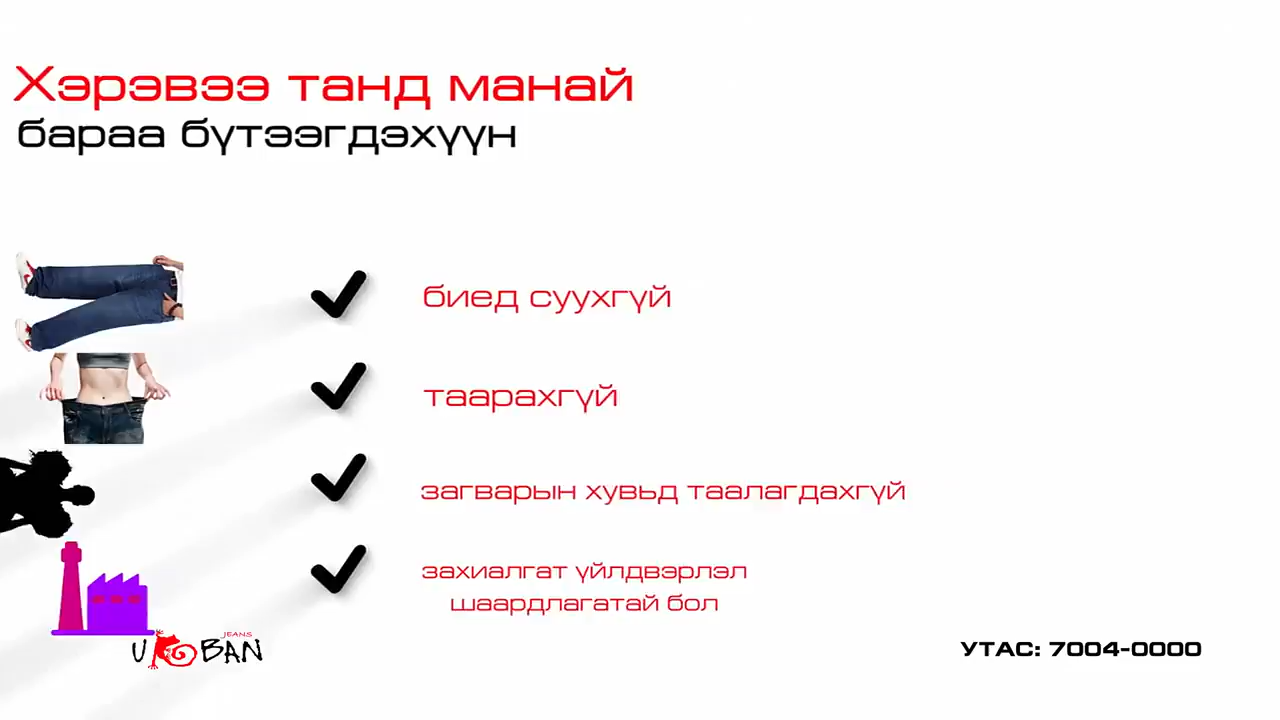 Хэрэвээ танд манай
бараа бүтээгдэхүүн
биед суухгүй
таарахгүй
загварын хувьд таалагдахгүй
захиалгат үйлдвэрлэл
шаардлагатай бол
JEANS
URBAN
УТАС: 7004-0000